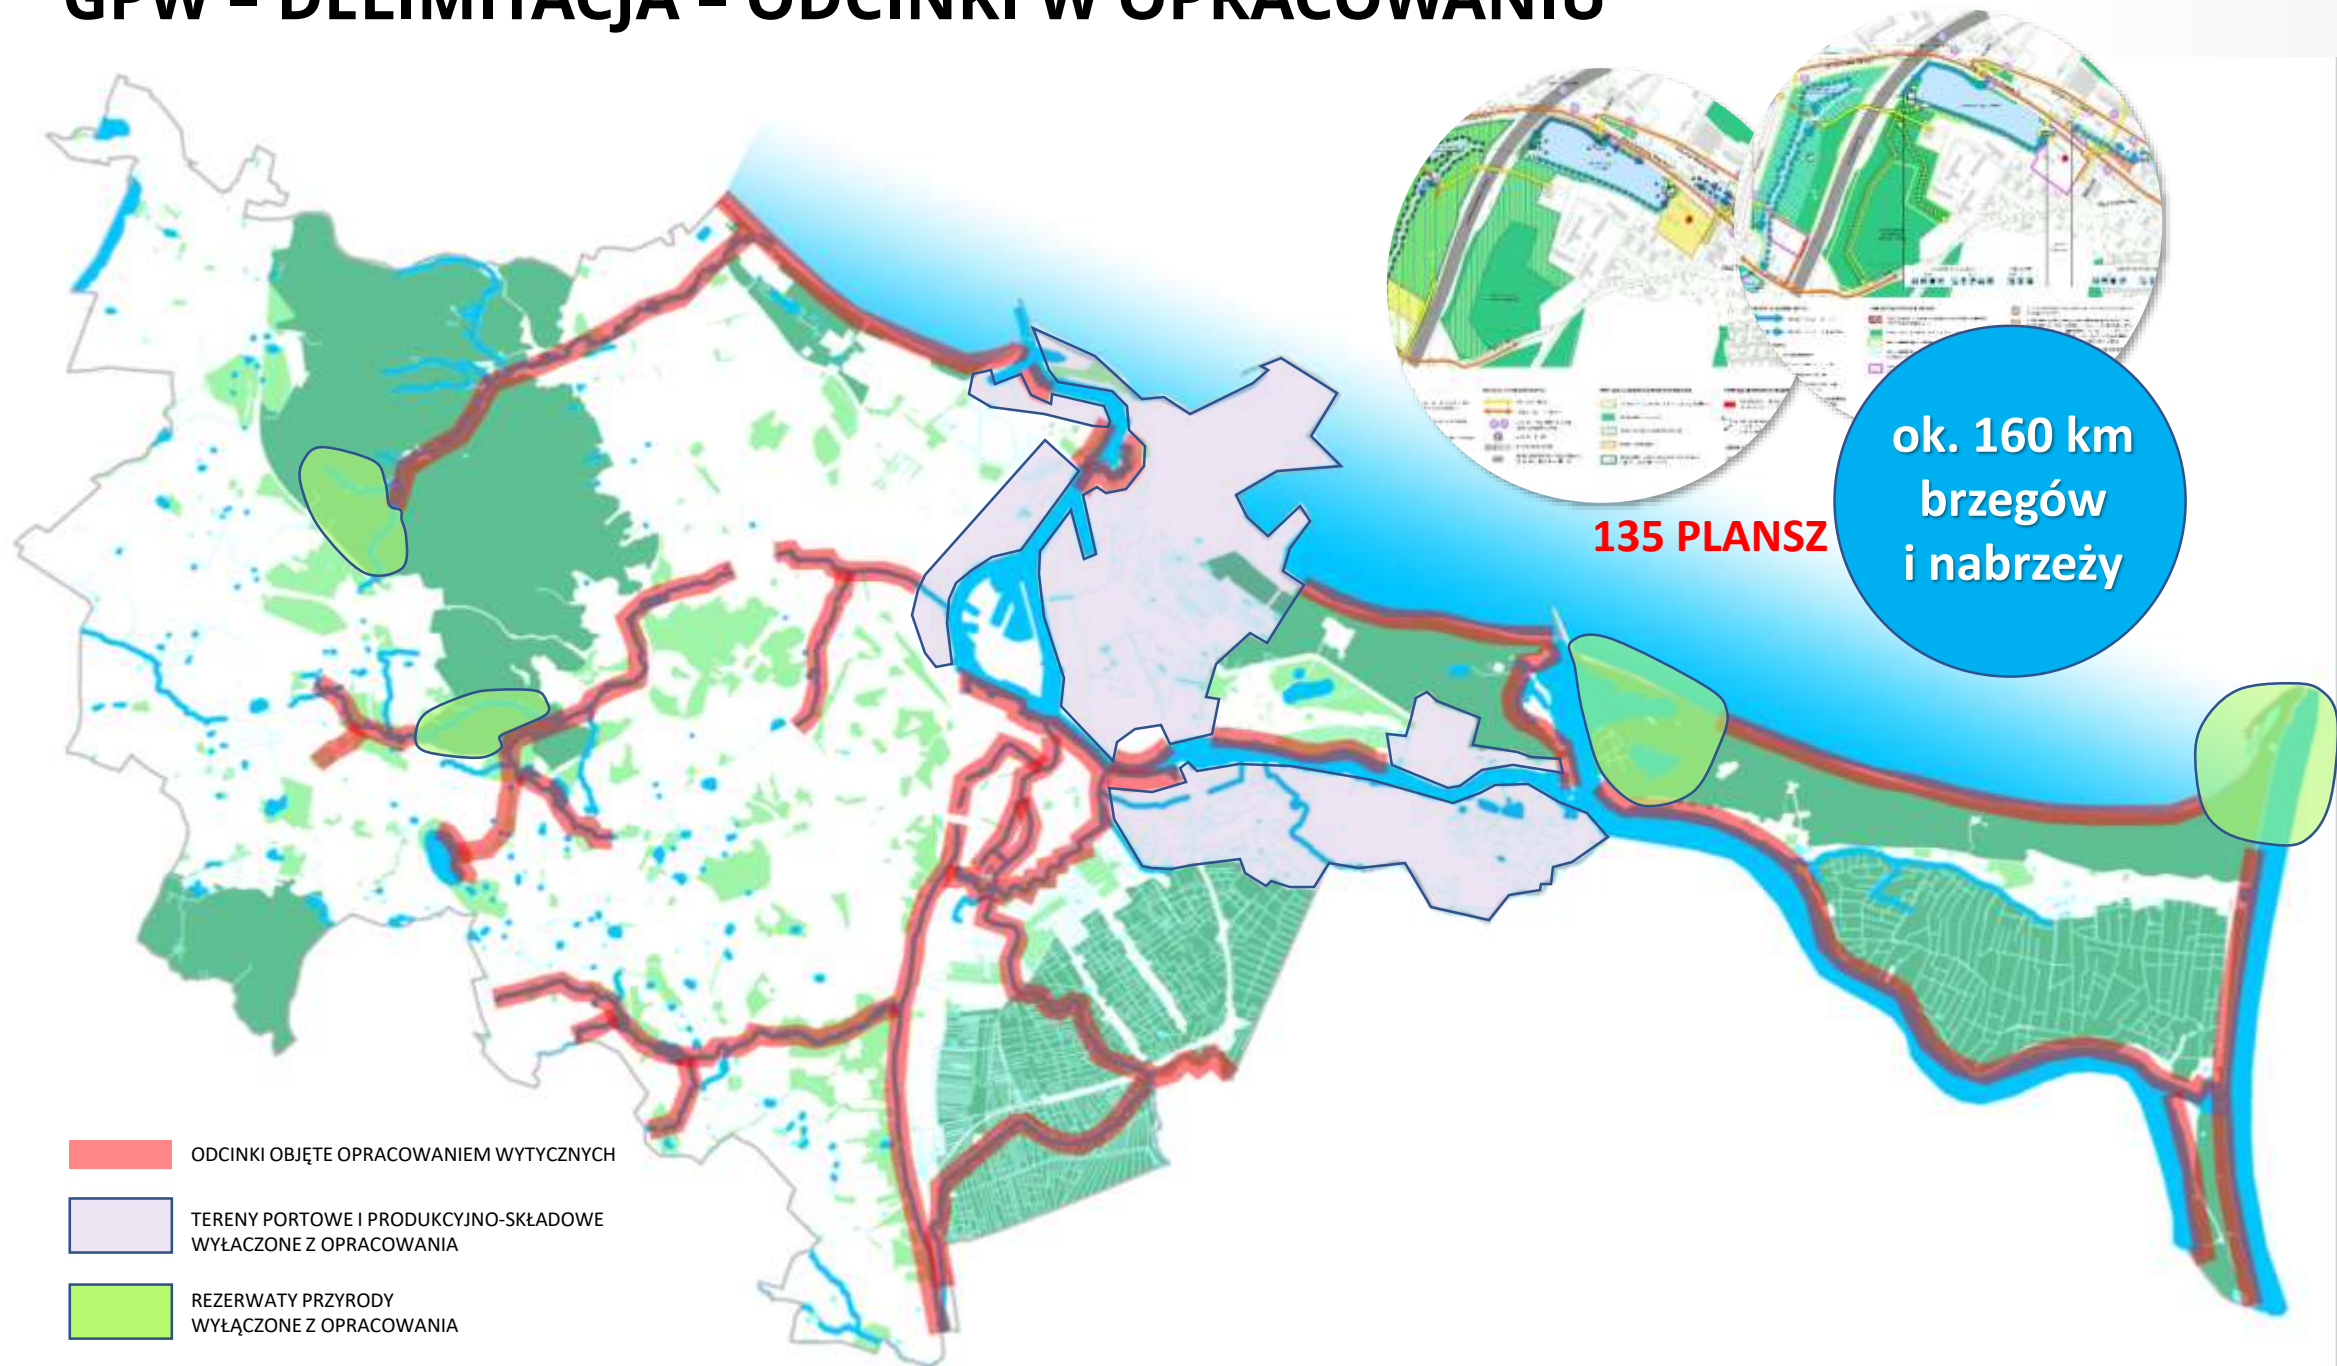 GPW – DELIMITACJA – ODCINKI W OPRACOWANIU
ok. 160 km
brzegów
i nabrzeży
135 PLANSZ
ODCINKI OBJĘTE OPRACOWANIEM WYTYCZNYCH
TERENY PORTOWE I PRODUKCYJNO-SKŁADOWE
WYŁACZONE Z OPRACOWANIA
REZERWATY PRZYRODY
WYŁĄCZONE Z OPRACOWANIA